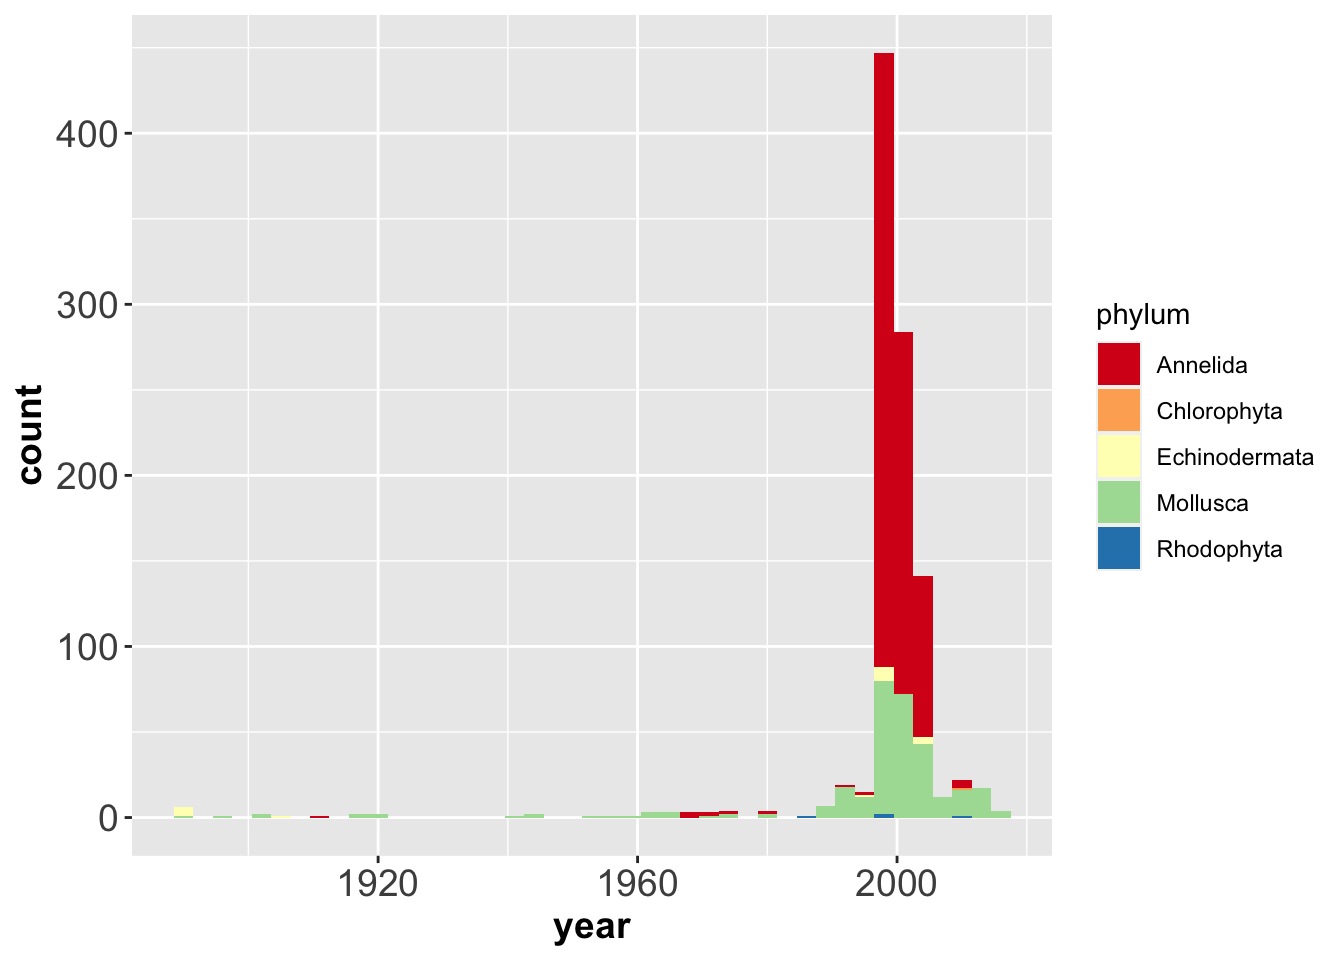 count
400
300
200
100
0
1920 1960 2000
year
phylum
Annelida
Chlorophyta
Echinodermata
Mollusca
Rhodophyta